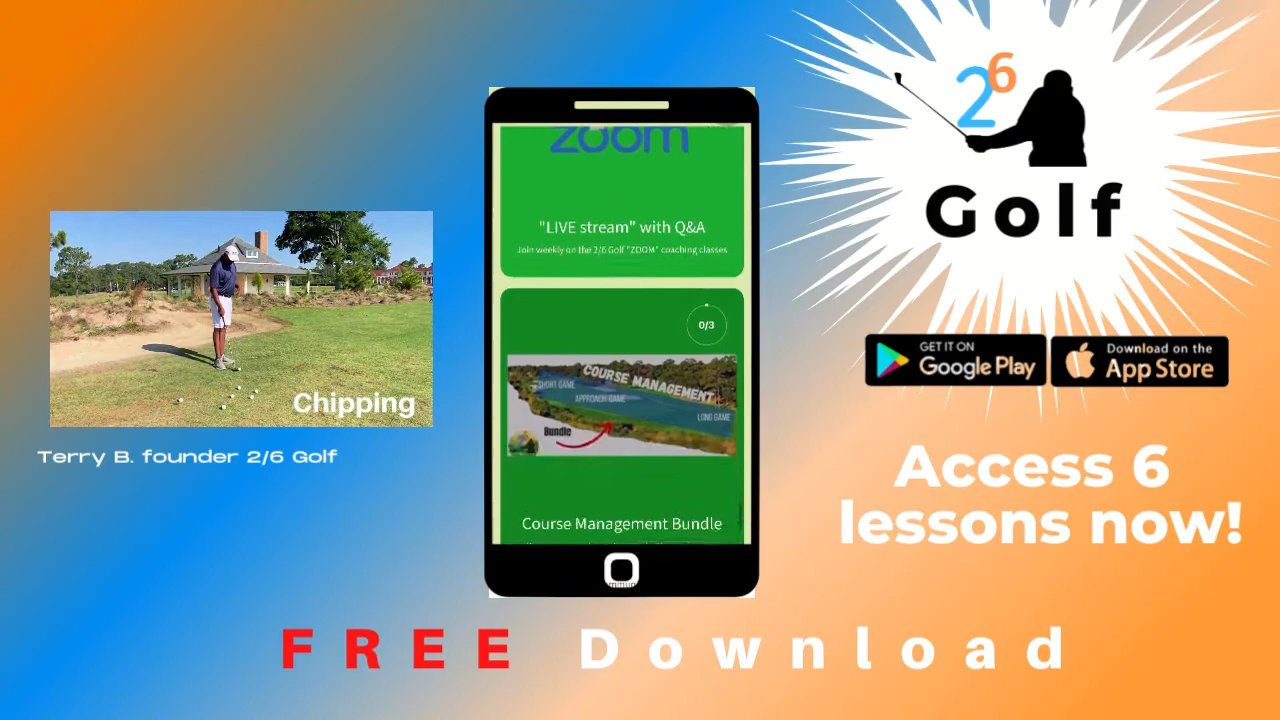 2 6
Golf
GET IT ON
Google Play
Download on the
App Store
Access 6
lessons now!
zoom
"LIVE stream" with Q&A
Join weekly on the 2/6 Golf "ZOOM" coaching classes
0/3
COURSE MANAGEMENT
SHORT GAME
APPROACH GAME
LONG GAME
Bundle
Course Management Bundle
Chipping
Terry B. founder 2/6 Golf
FREE Download